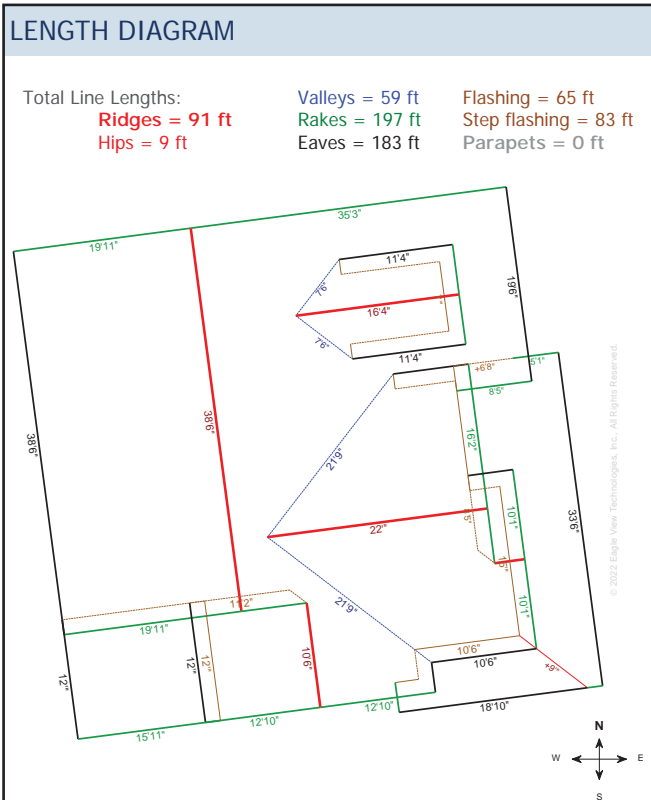 LENGTH DIAGRAM
Total Line Lengths:
Ridges = 91 ft
Hips = 9 ft
Valleys = 59 ft
Rakes = 197 ft
Eaves = 183 ft
Flashing = 65 ft
Step flashing = 83 ft
Parapets = 0 ft
35'3"
19'11"
11'4"
7'6"
19'6"
16'4"
7'6"
11'4"
+6'8"
5'1"
8'5"
38'6"
38'6"
16'2"
21'9"
10'1"
33'6"
22'
21'9"
10'1"
11'2"
19'11"
10'6"
10'6"
10'6"
+9"
12'"
12'"
12'"
12'10"
12'10"
18'10"
15'11"
© 2022 Eagle View Technologies, Inc., All Rights Reserved.
N
W
E
S